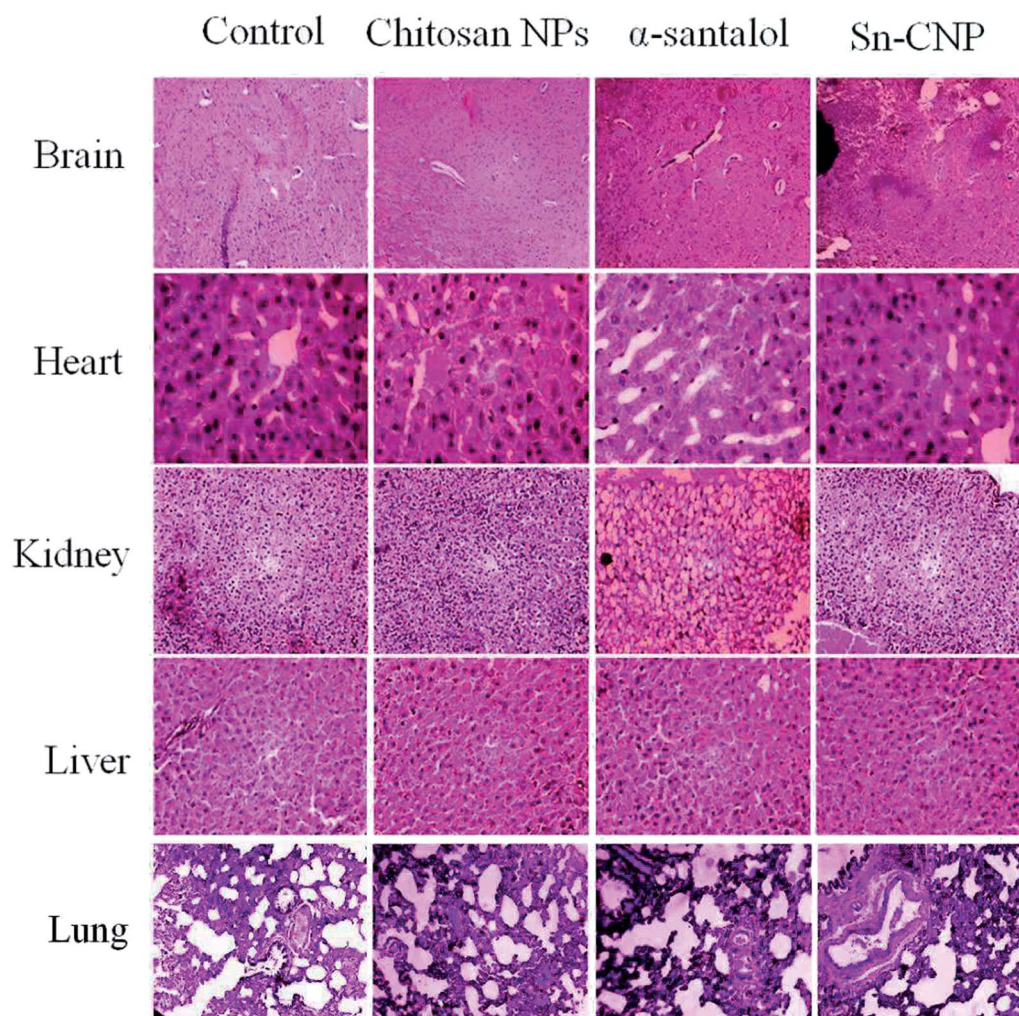 Control Chitosan NPs α-santalol Sn-CNP
Brain
Heart
Kidney
Liver
Lung